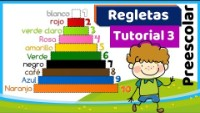 blanco 1
rojo 2
verde claro 3
Rosa 4
amarillo 5
Verde 6
negro 7
café 8
Azul 9
Naranja 10
Regletas
Tutorial 3
Preescolar